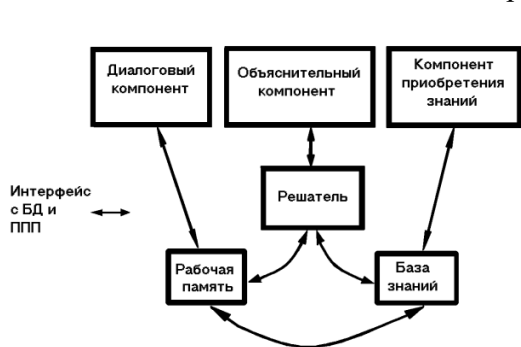 Диалоговый
компонент
Объяснительный
компонент
Компонент
приобретения
знаний
Решатель
Интерфейс
с БД и
ППП
Рабочая
память
База
знаний